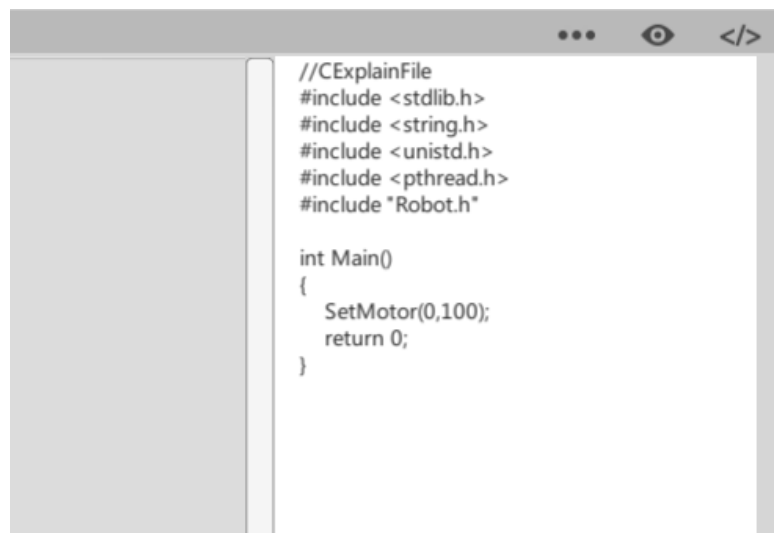 </>
//CExplainFile
#include <stdlib.h>
#include <string.h>
#include <unistd.h>
#include <pthread.h>
#include "Robot.h"
int Main()
{
SetMotor(0,100);
return 0;
}